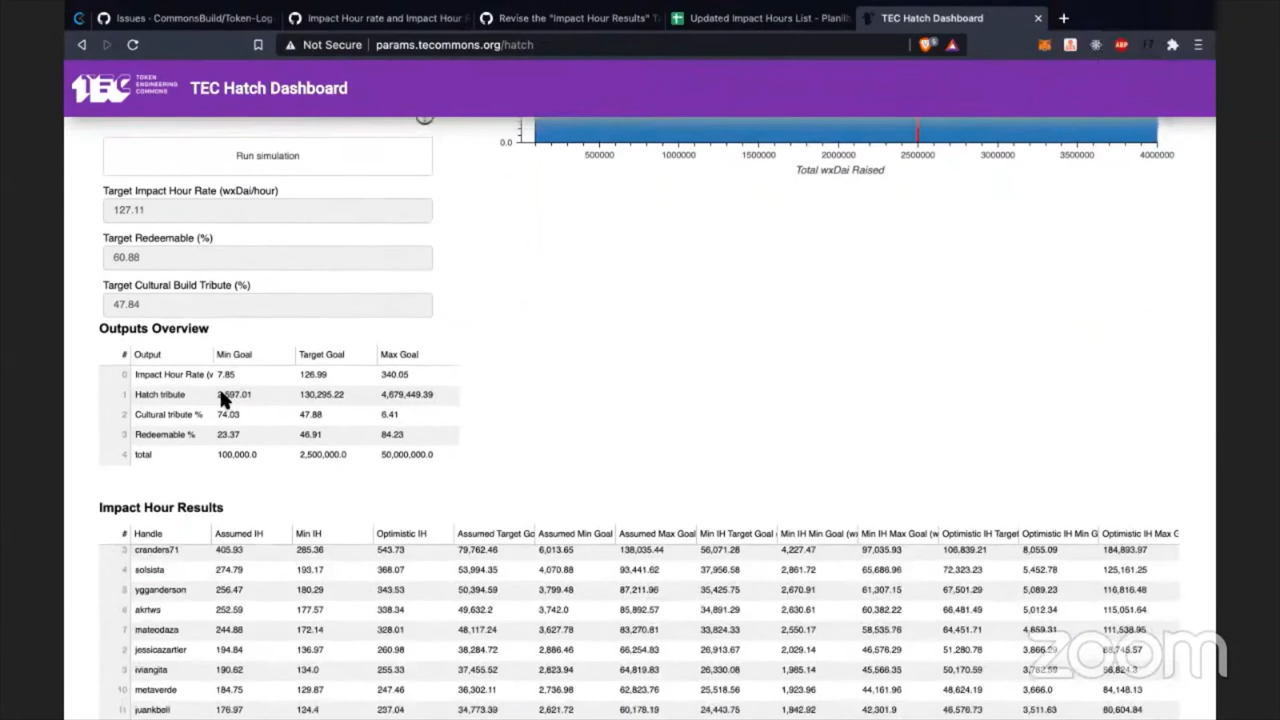 Issues · CommonsBuild/Token-Log
Impact Hour rate and Impact Hour
Revise the "Impact Hour Results" T
Updated Impact Hours List - Planilh
TEC Hatch Dashboard
Not Secure params.tecommons.org/hatch
TEC TOKEN ENGINEERING COMMONS TEC Hatch Dashboard
0.0
500000 1000000 1500000 2000000 2500000 3000000 3500000 4000000
Total wxDai Raised
Run simulation
Target Impact Hour Rate (wxDai/hour)
127.11
Target Redeemable (%)
60.88
Target Cultural Build Tribute (%)
47.84
Outputs Overview
# Output Min Goal Target Goal Max Goal
0 Impact Hour Rate (w 7.85 126.99 340.05
1 Hatch tribute 130,295.22 4,679,449.39
2 Cultural tribute % 74.03 47.88 6.41
3 Redeemable % 23.37 46.91 84.23
4 total 100,000.0 2,500,000.0 50,000,000.0
Impact Hour Results
# Handle Assumed IH Min IH Optimistic IH Assumed Target Go Assumed Min Goal Assumed Max Goal Min IH Target Goal Min IH Min Goal (w Min IH Max Goal (w Optimistic IH Target Optimistic IH Min G Optimistic IH Max G
3 cranders71 405.93 285.36 543.73 79,762.46 6,013.65 138,035.44 56,071.28 4,227.47 97,035.93 106,839.21 8,055.09 184,893.97
4 solsista 274.79 193.17 368.07 53,994.35 4,070.88 93,441.62 37,956.58 2,861.72 65,686.96 72,323.23 5,452.78 125,161.25
ygganderson 256.47 180.29 343.53 50,394.59 3,799.48 87,211.96 35,425.75 2,670.91 61,307.15 67,501.29 5,089.23 116,816.48
akrtws 252.59 177.57 338.34 49,632.2 3,742.0 85,892.57 34,891.29 2,630.61 60,382.22 66,481.49 5,012.34 115,051.64
7 mateodaza 244.88 172.14 328.01 48,117.24 3,627.78 83,270.81 33,824.33 2,550.17 58,535.76 64,451.71 4,859.31 111,538.95
2 jessicazartler 194.84 136.97 260.98 38,284.72 2,886.46 66,254.83 26,913.67 2,029.14 46,576.29 51,280.78
iviangita 190.62 134.0 255.33 37,455.52 2,823.94 64,819.83 26,330.08 1,985.14 45,566.35 50,170.59
10 metaverde 184.75 129.87 247.46 36,302.11 2,736.98 62,823.76 25,518.56 1,923.96 44,161.96 48,624.19 3,666.0 84,148.13
11 juankbell 176.97 124.4 237.04 34,773.39 2,621.72 60,178.19 24,443.75 1,842.92 42,301.9 46,576.73 3,511.63 80,604.84
zoom